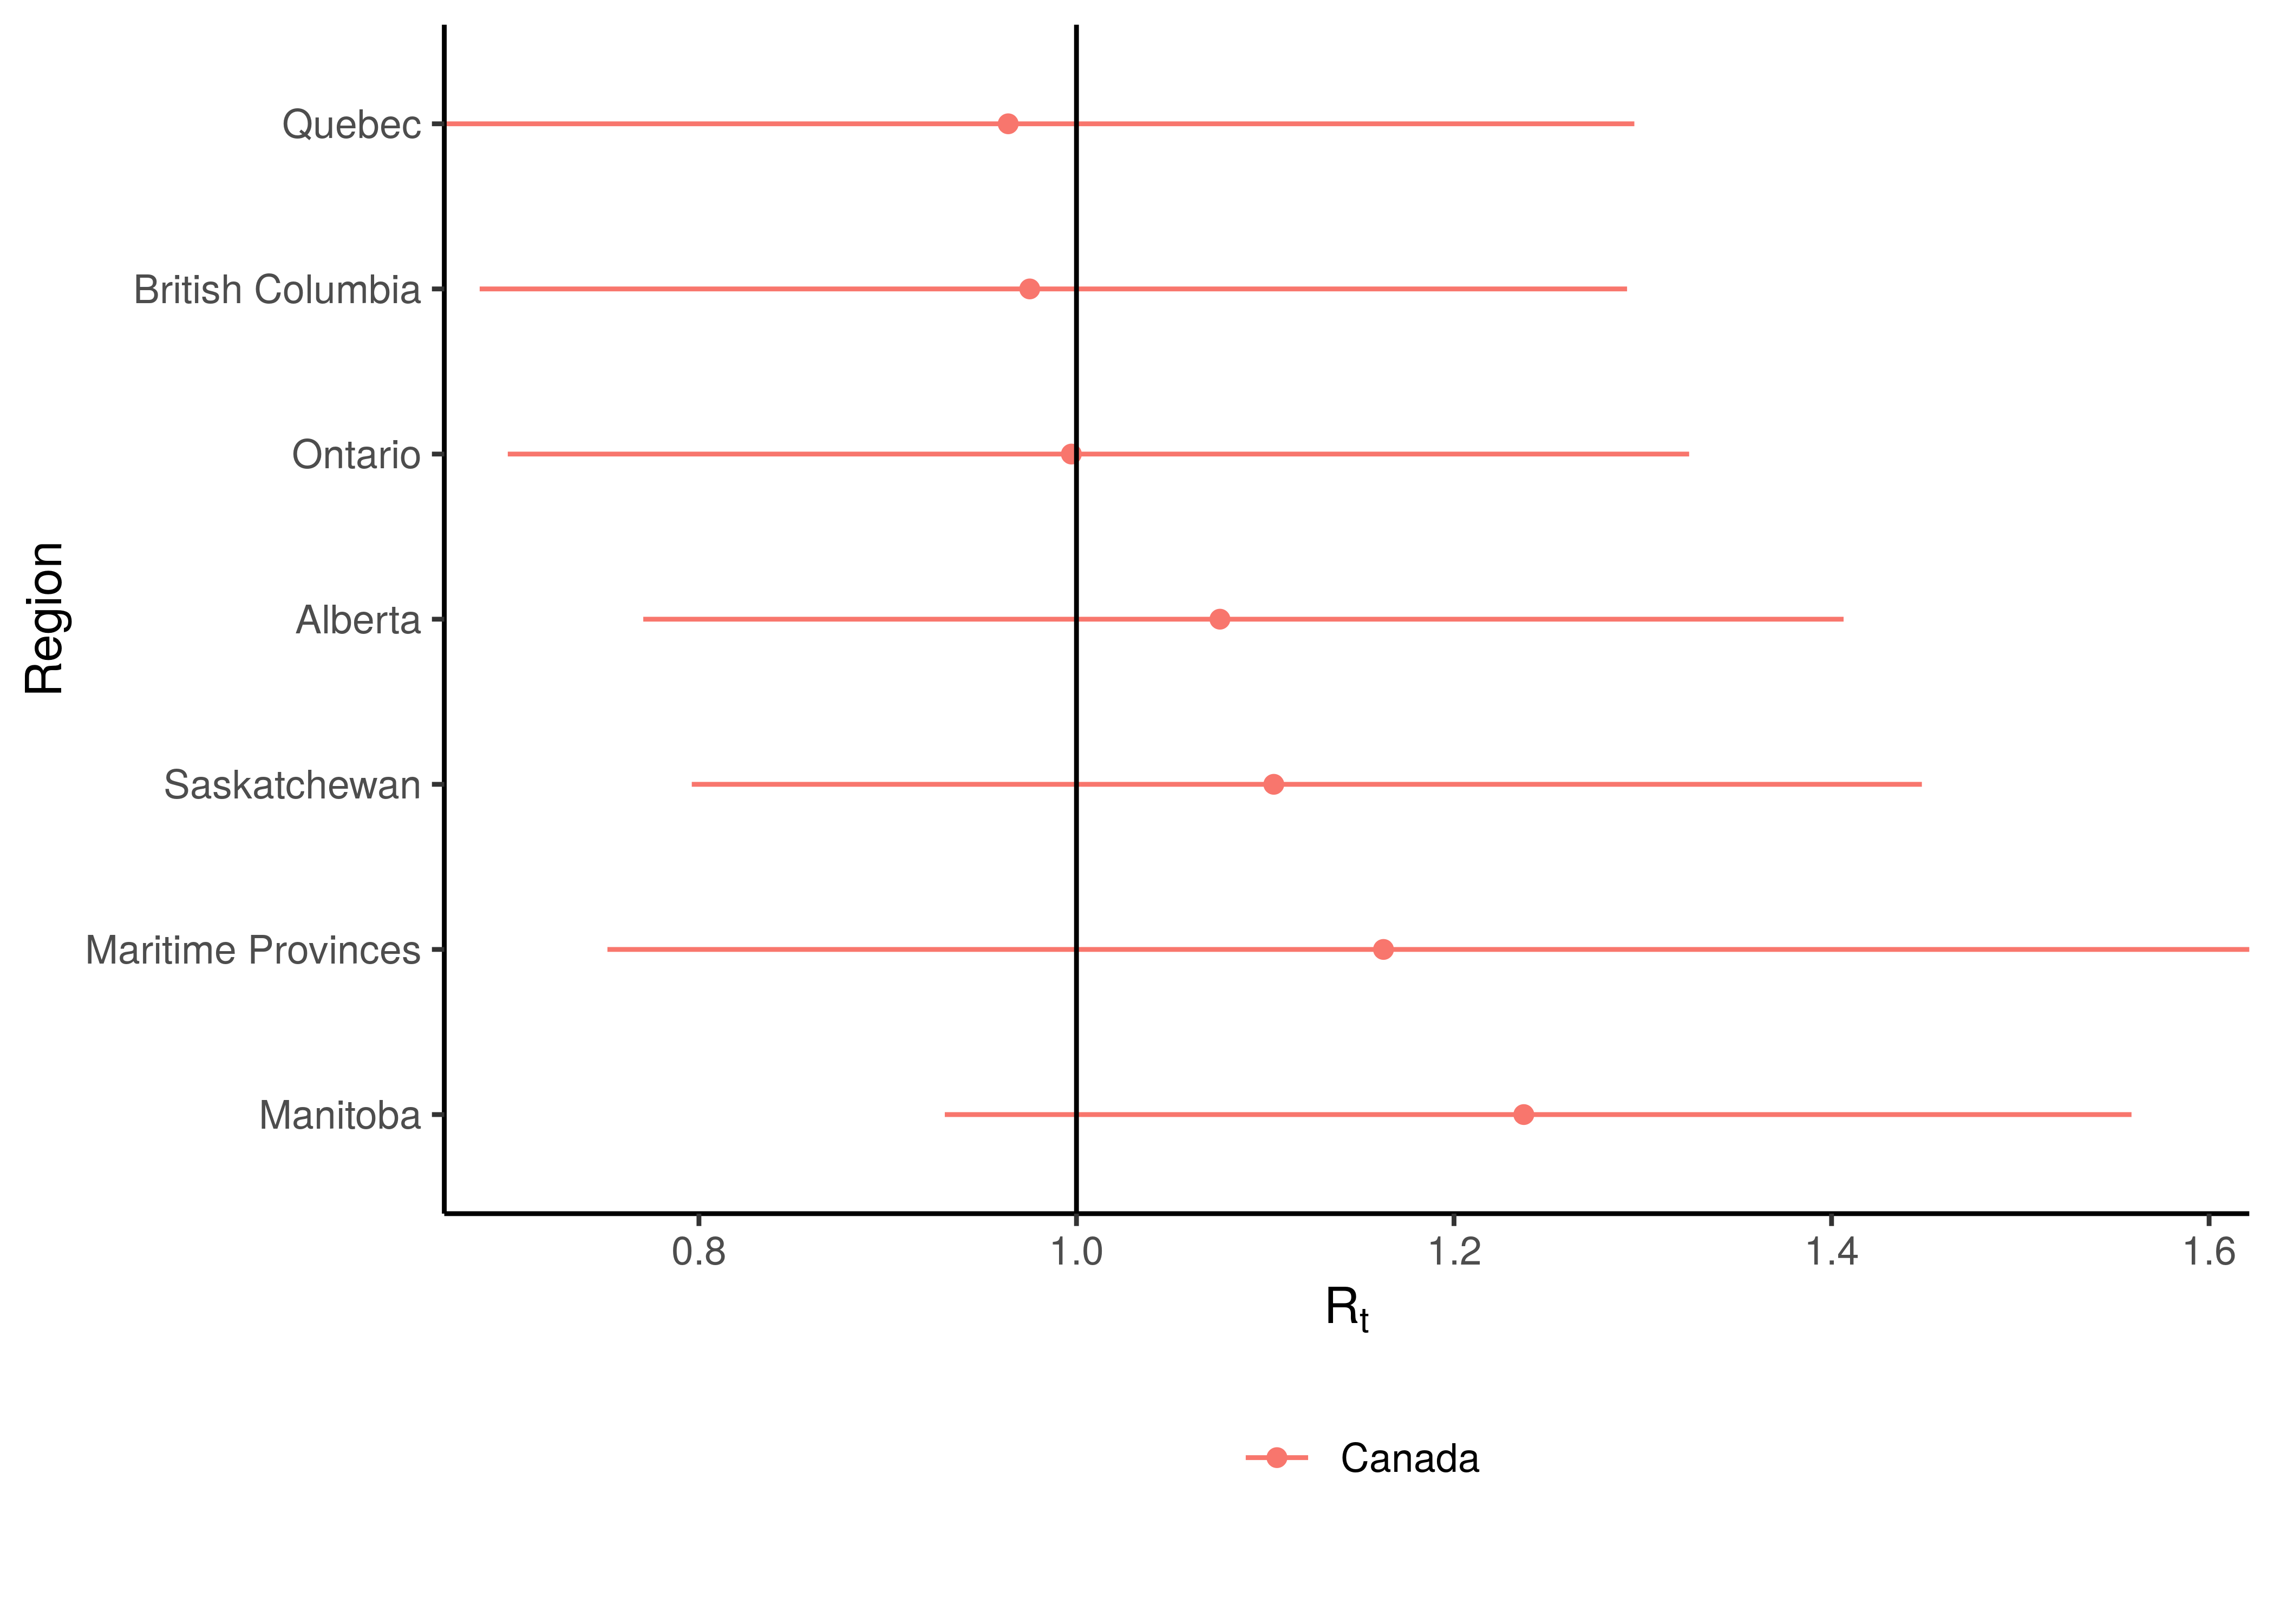 Region
Quebec
British Columbia
Ontario
Alberta
Saskatchewan
Maritime Provinces
Manitoba
0.8 1.0 1.2 1.4 1.6
Rt
Canada